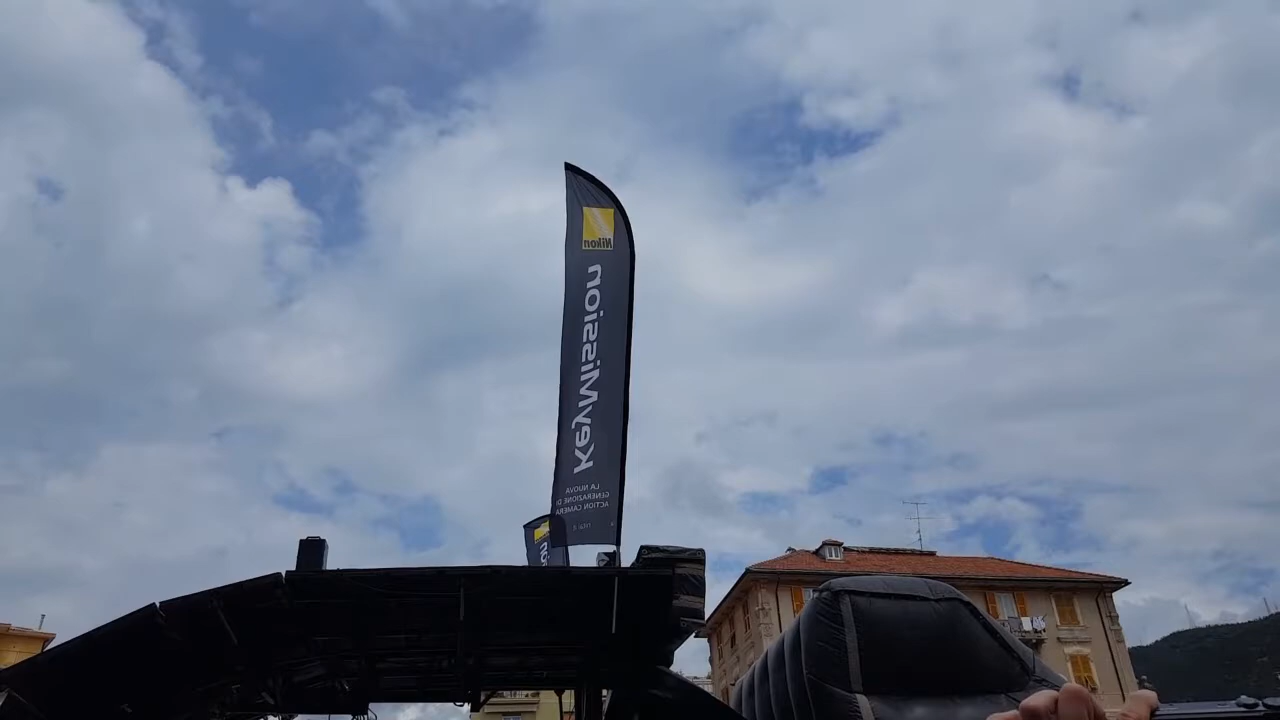 Nikon
KeyMission
LA NUOVA
GENERAZIONE DI
ACTION CAMERA